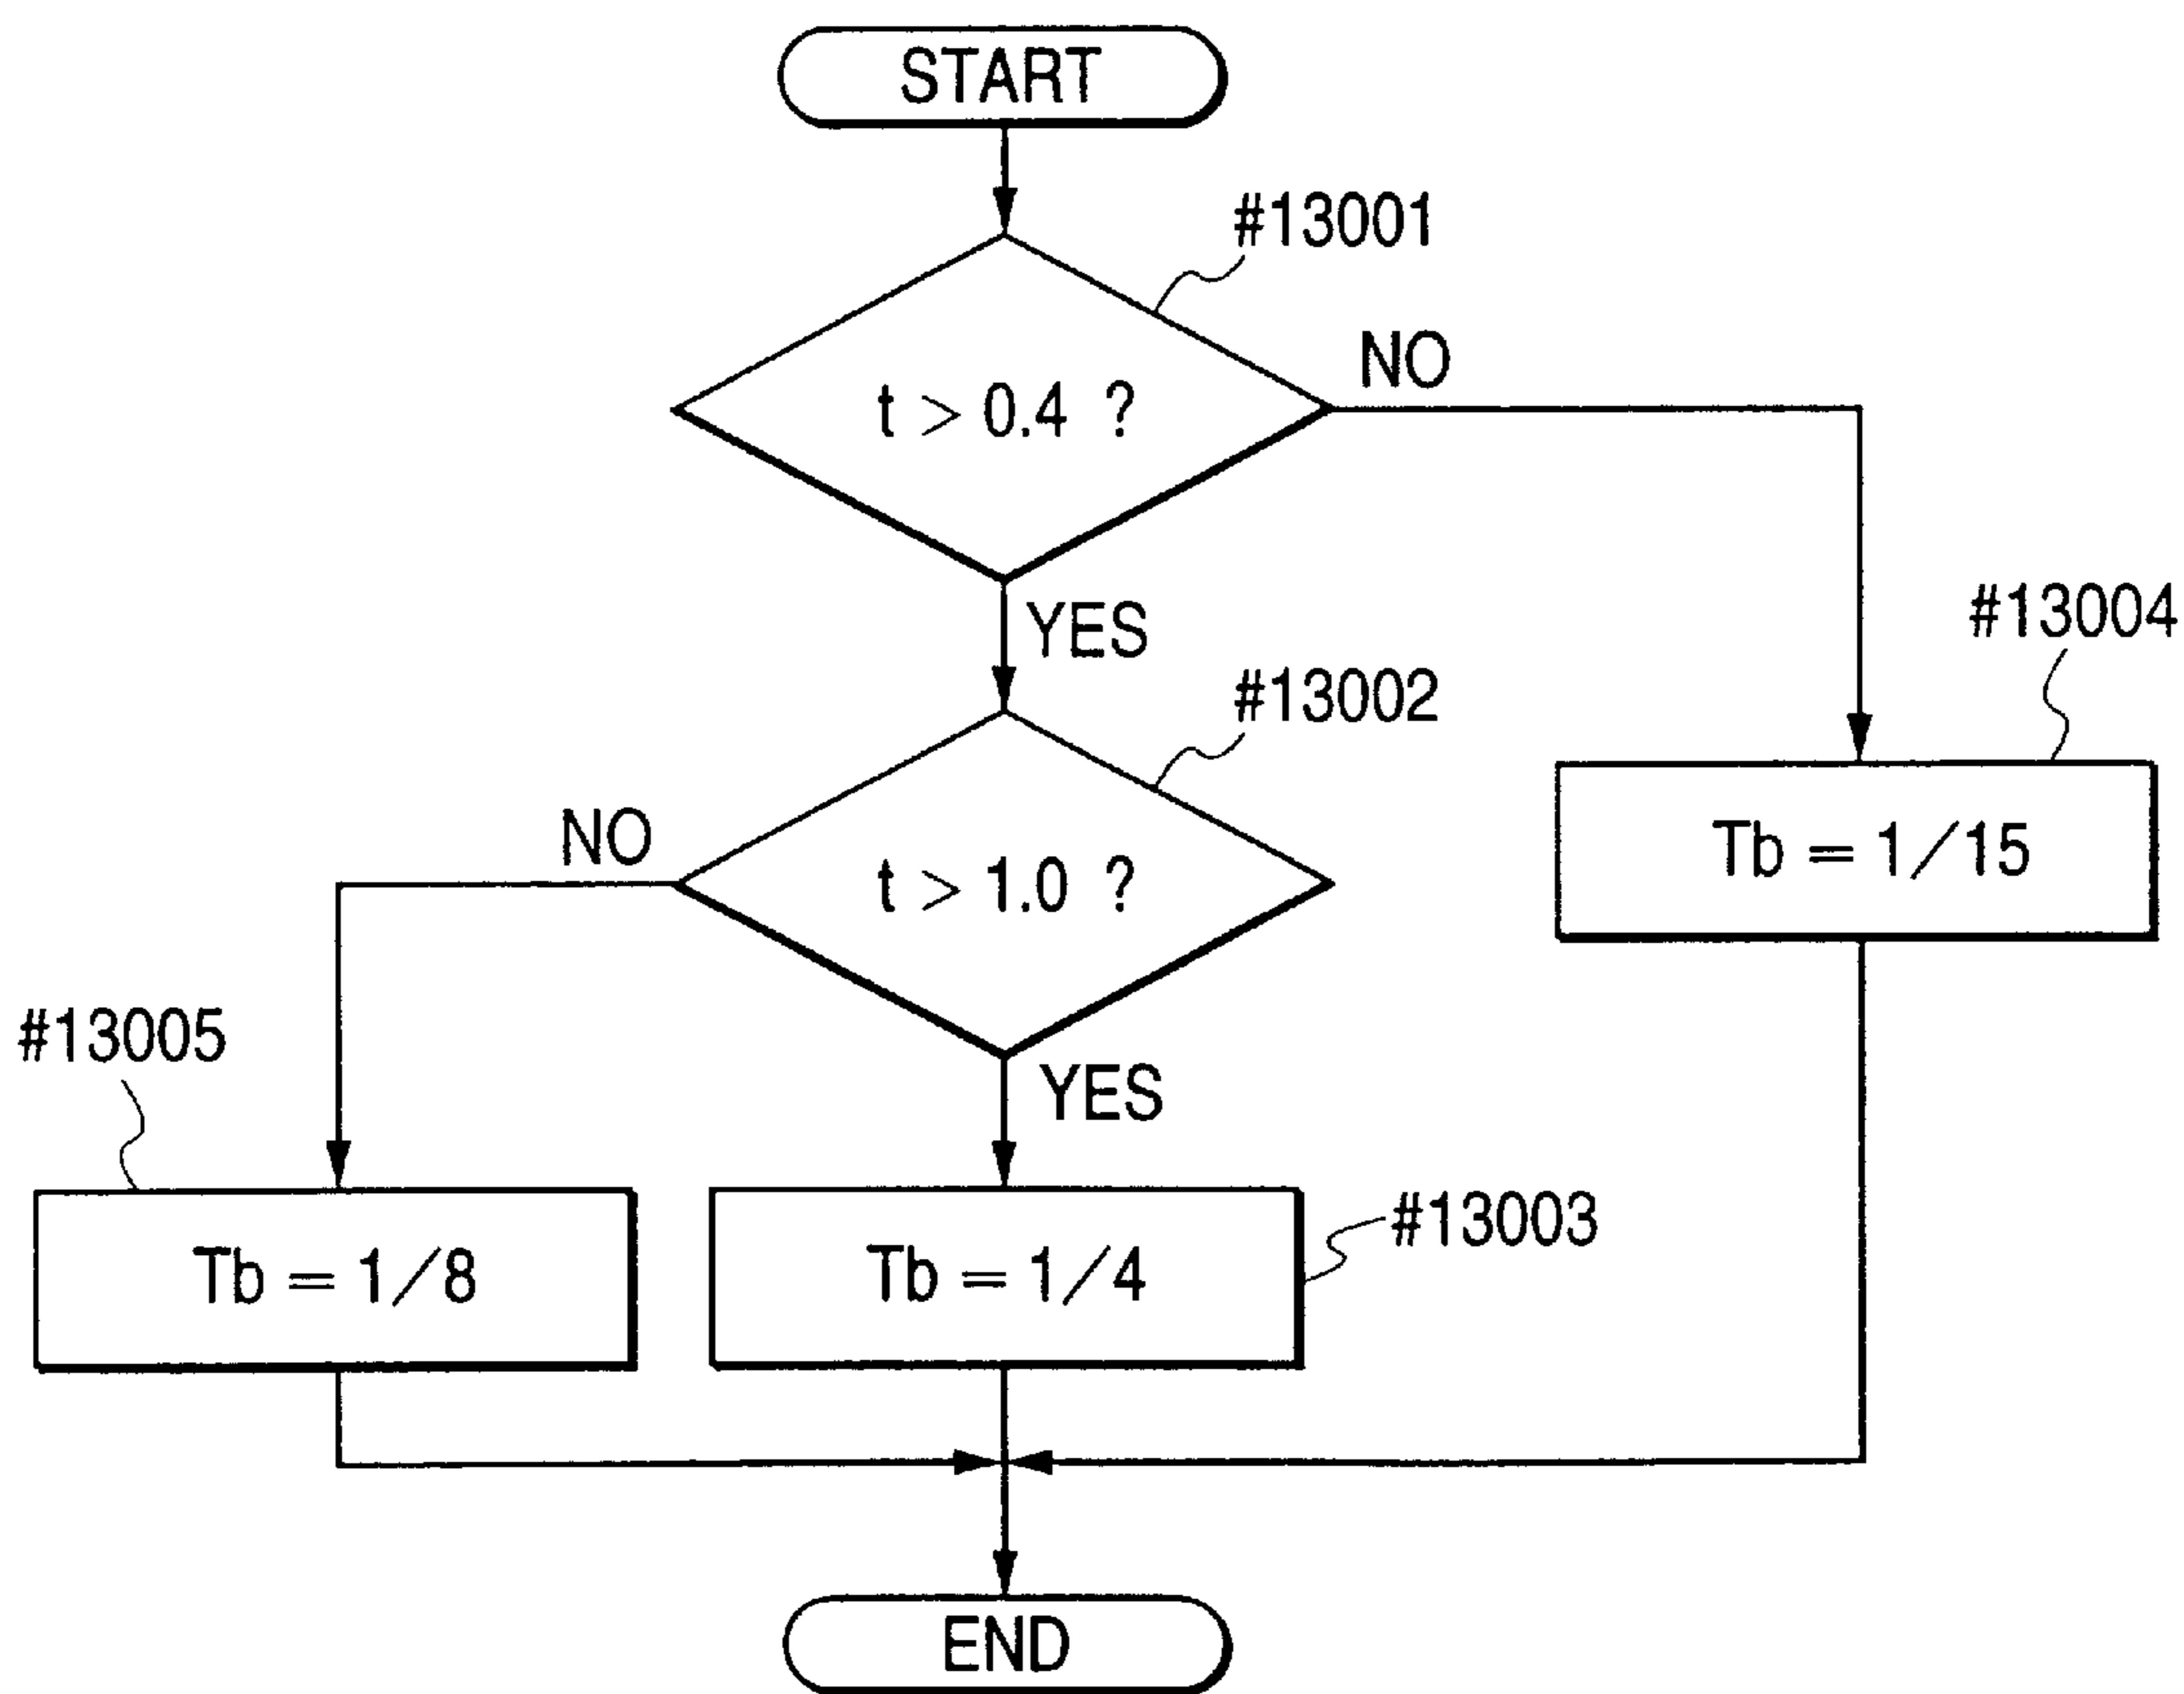 START
#13001
t > 0.4 ?
NO
YES
#13004
#13002
Tb = 1/15
NO
t > 1.0 ?
#13005
YES
Tb = 1/8
Tb = 1/4
#13003
END